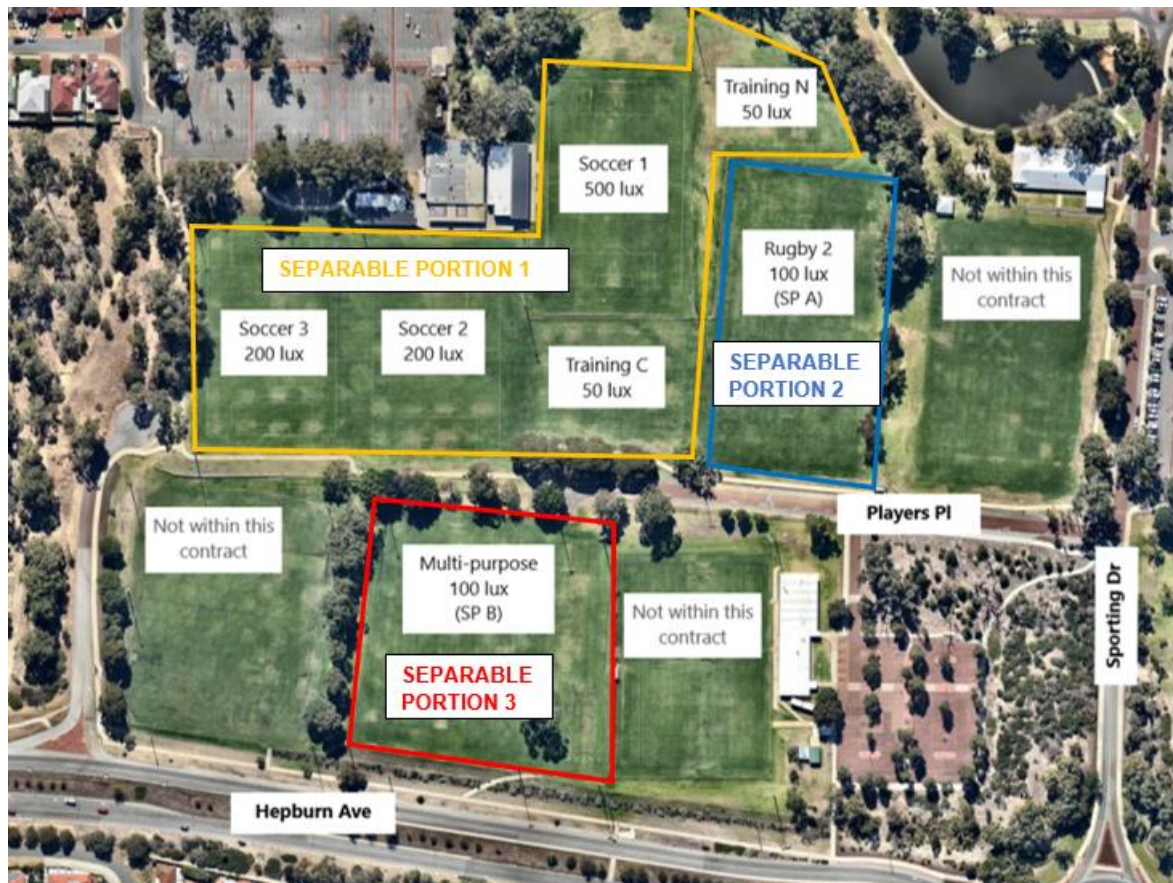 Training N
50 lux
Soccer 1
500 lux
Rugby 2
100 lux
(SP A)
Not within this
contract
SEPARABLE PORTION 1
Soccer 3
200 lux
Soccer 2
200 lux
Training C
50 lux
SEPARABLE
PORTION 2
Not within this
contract
Players Pl
Multi-purpose
100 lux
(SP B)
Not within this
contract
SEPARABLE
PORTION 3
Sporting Dr
Hepburn Ave